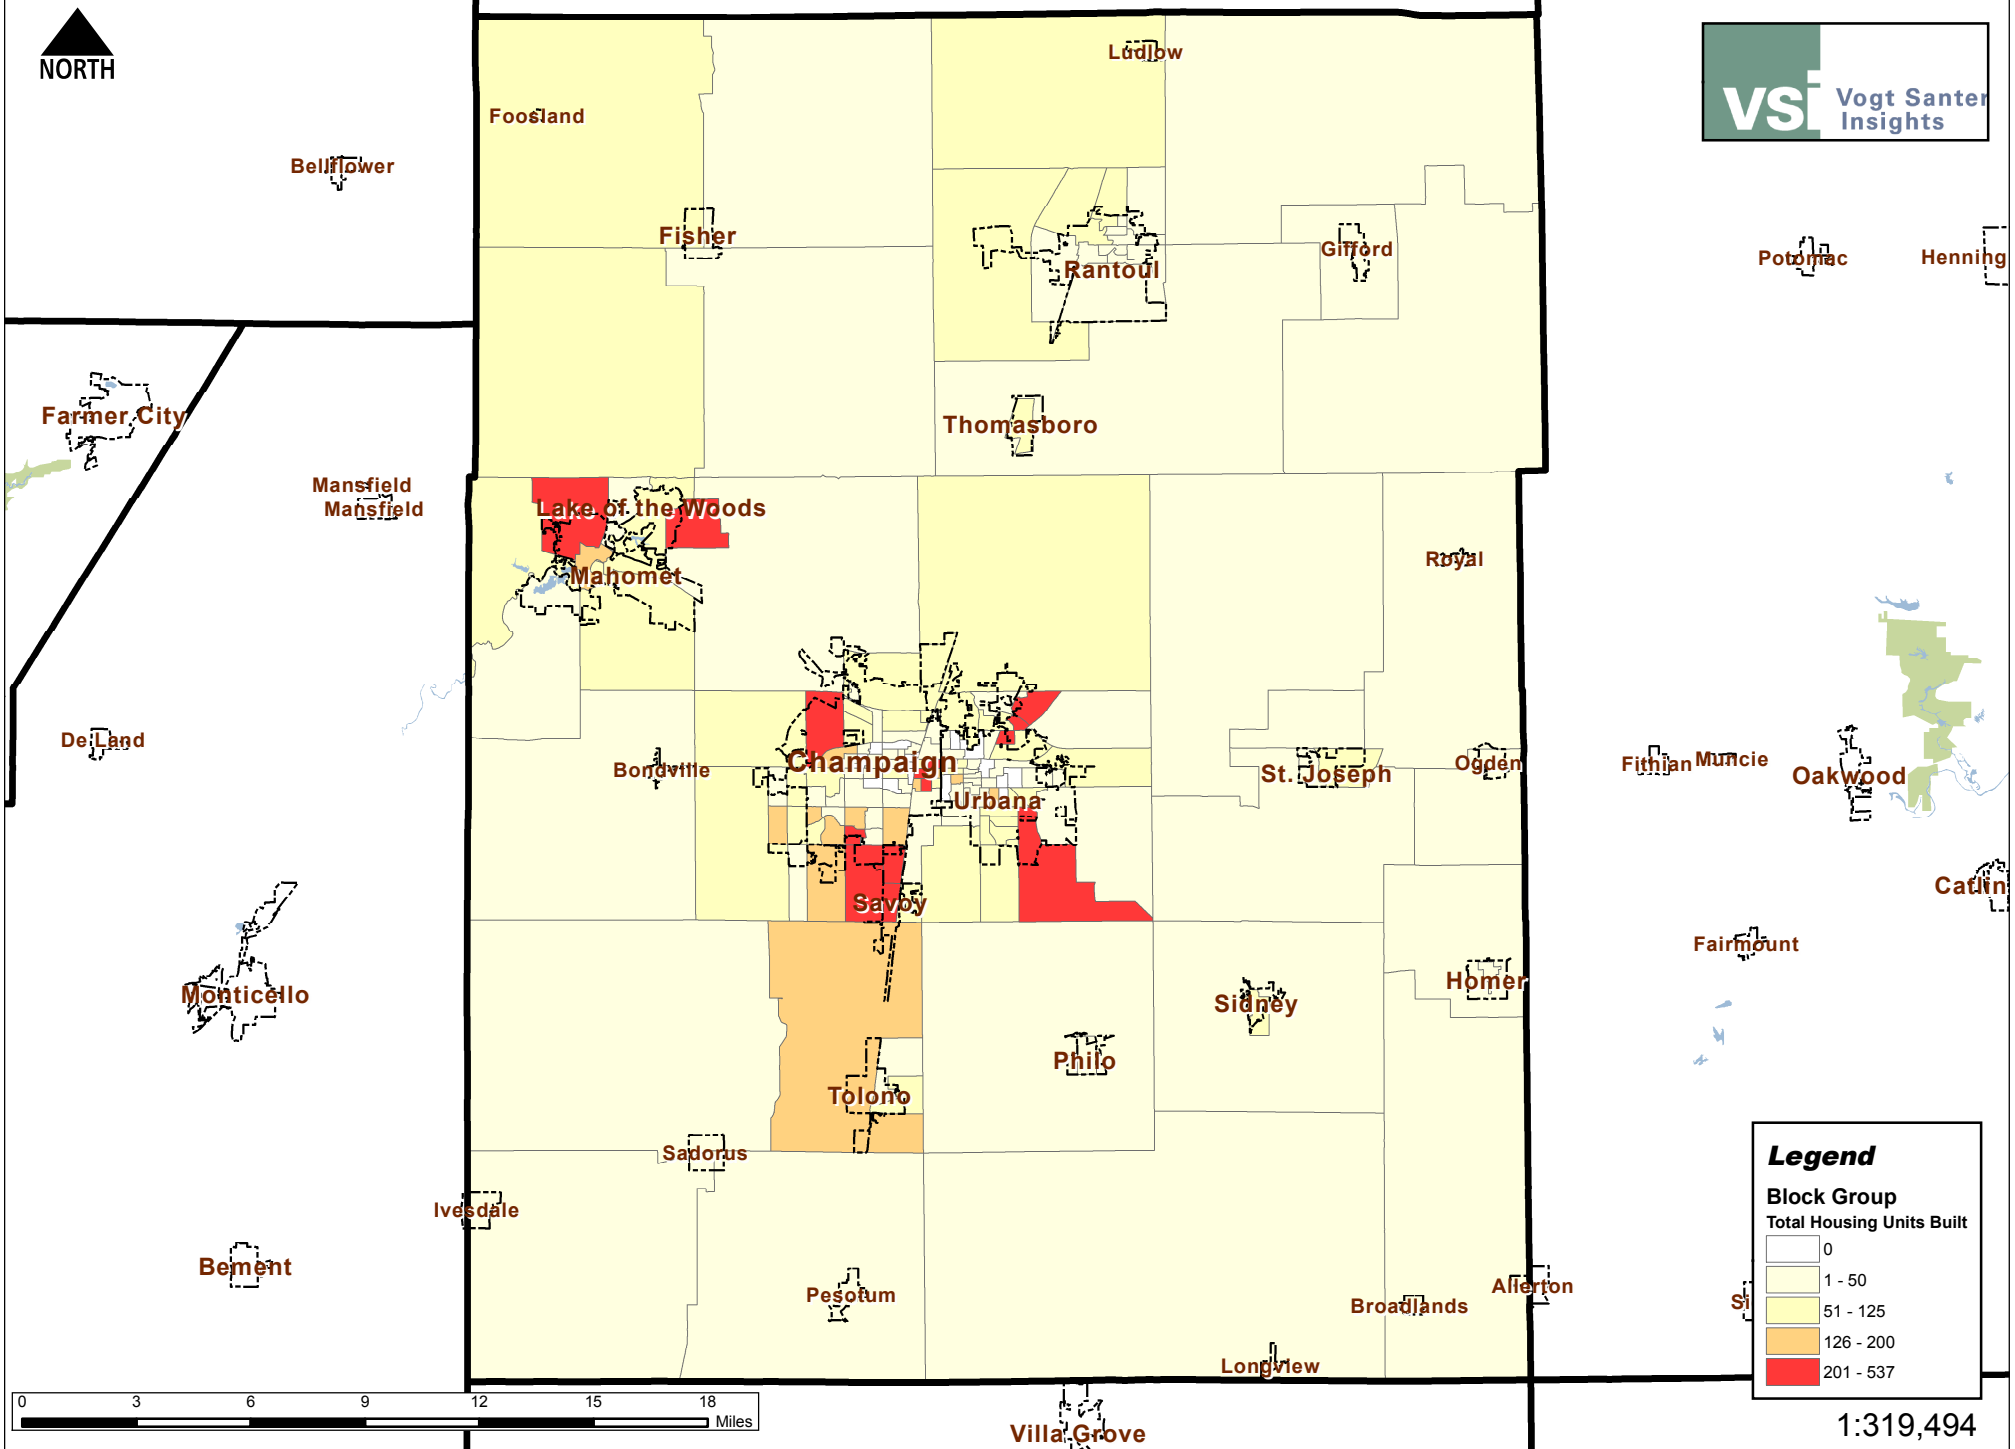 NORTH
vsi
Vogt Santer
Insights
Ludlow
Foosland
Bellflower
Fisher
Gifford
Potomac
Henning
Rantoul
Farmer City
Thomasboro
Mansfield
Mansfield
Lake of the Woods
Royal
Mahomet
De Land
Bondville
Champaign
St. Joseph
Ogden
Fithian
Muncie
Oakwood
Urbana
Catlin
Savoy
Fairmount
Monticello
Homer
Sidney
Philo
Tolono
Sadorus
Ivesdale
Bement
Pesotum
Broadlands
Allerton
Si
Longview
Villa Grove
Legend
Block Group
Total Housing Units Built
0
1 - 50
51 - 125
126 - 200
201 - 537
0 3 6 9 12 15 18
Miles
1:319,494